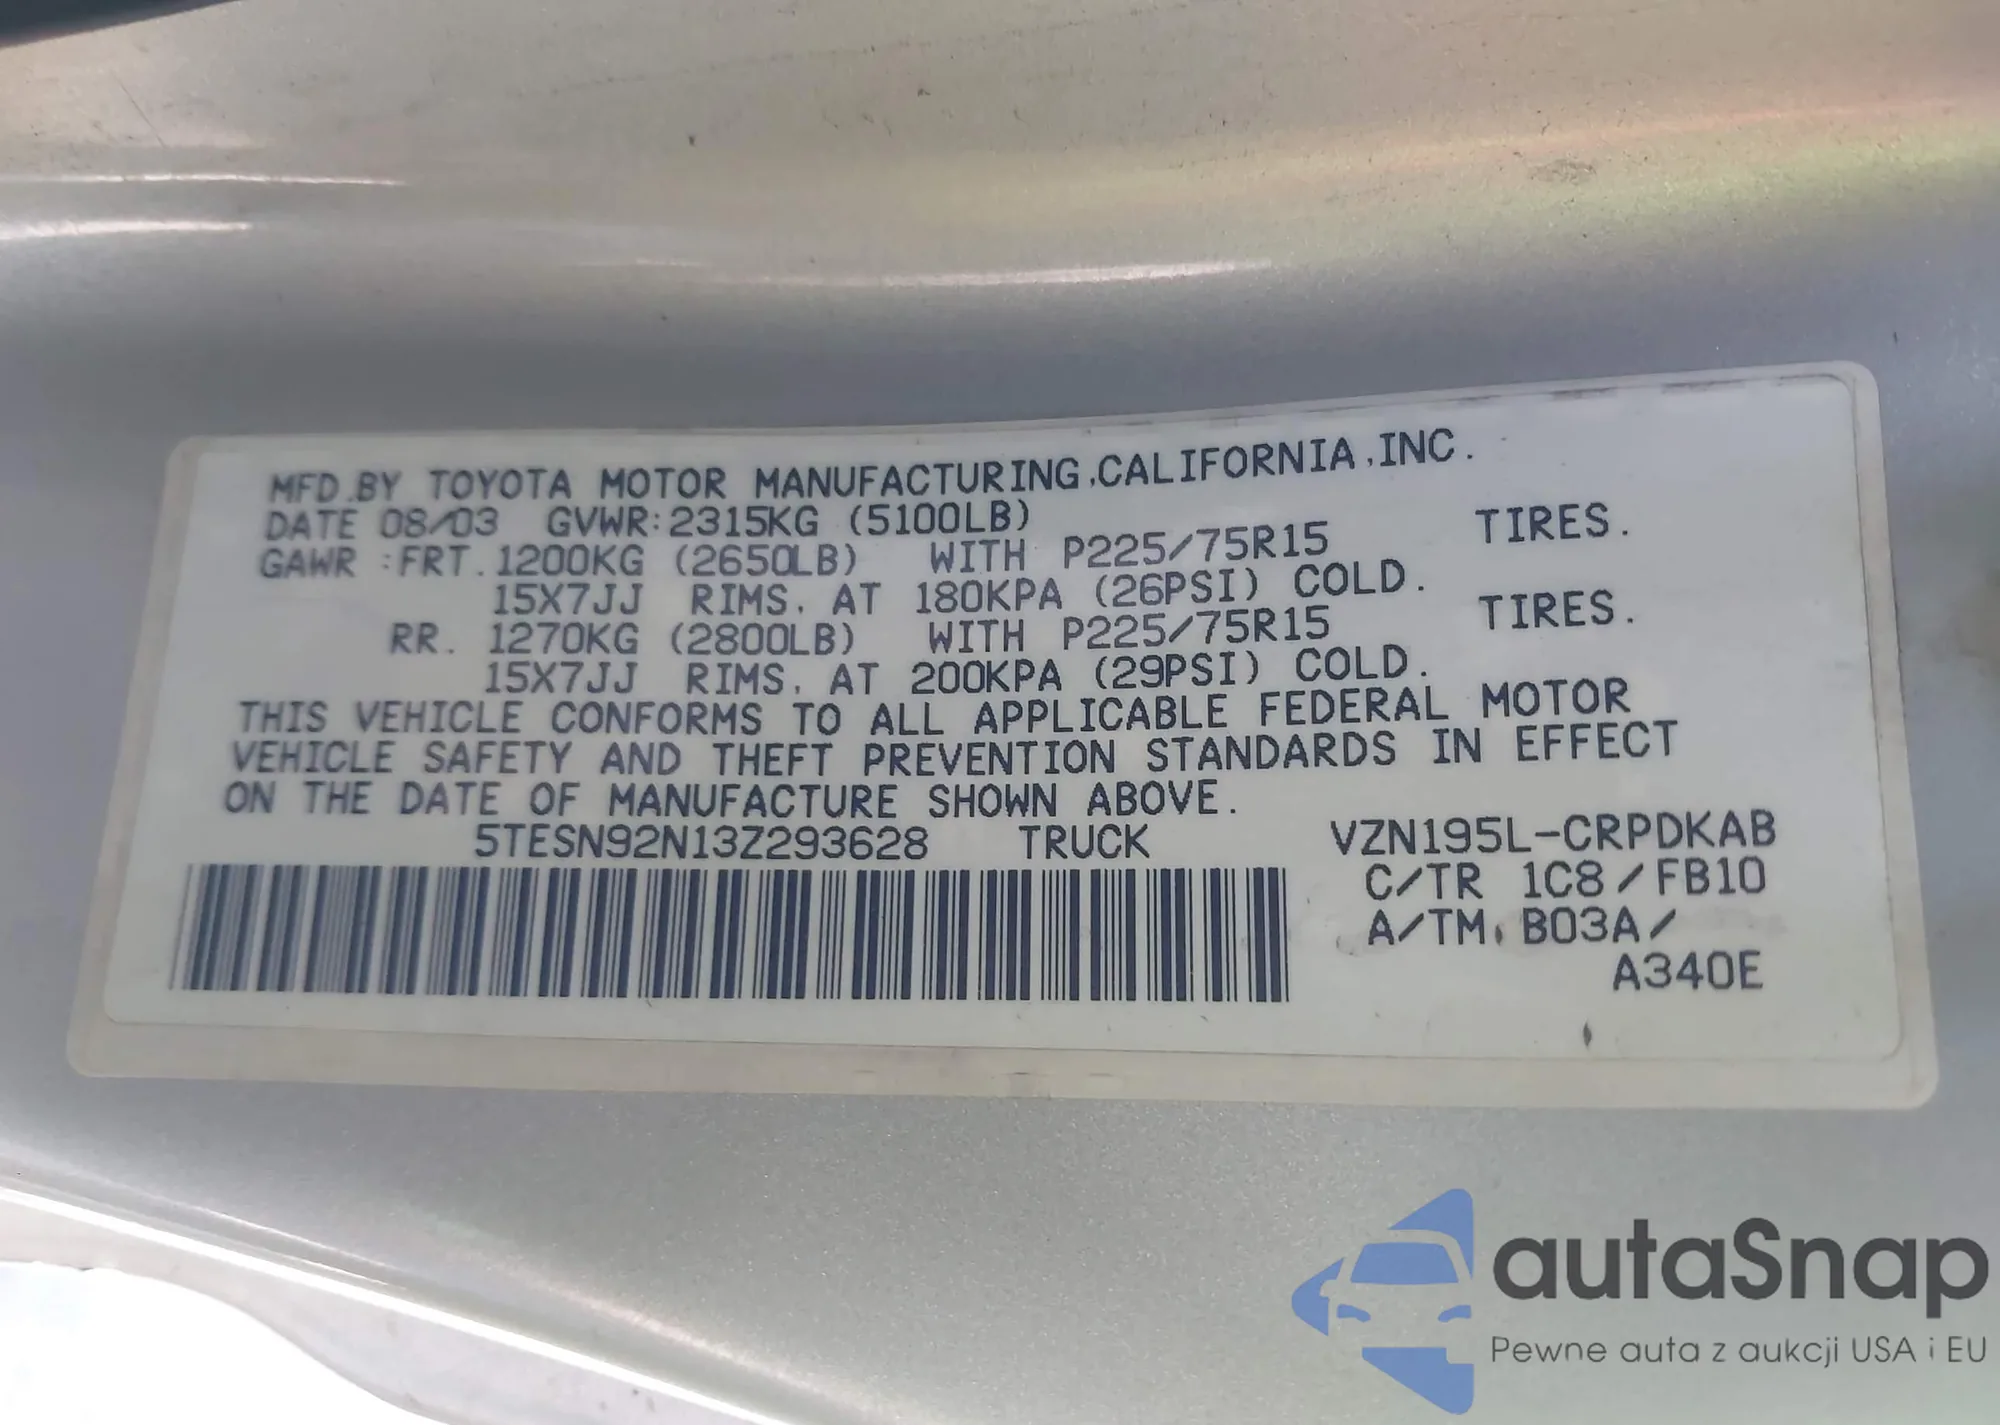 MFD.BY TOYOTA MOTOR MANUFACTURING,CALIFORNIA,INC.
DATE 08/03 GVWR:2315KG (5100LB)
GAWR :FRT. 1200KG (2650LB) WITH P225/75R15 TIRES.
15X7JJ RIMS, AT 180KPA (26PSI) COLD.
RR. 1270KG (2800LB) WITH P225/75R15 TIRES.
15X7JJ RIMS, AT 200KPA (29PSI) COLD.
THIS VEHICLE CONFORMS TO ALL APPLICABLE FEDERAL MOTOR
VEHICLE SAFETY AND THEFT PREVENTION STANDARDS IN EFFECT
ON THE DATE OF MANUFACTURE SHOWN ABOVE.
5TESN92N13Z293628 TRUCK VZN195L-CRPDKAB
C/TR 1C8/FB10
A/TM, B03A/
A340E
autaSnap
Pewne auta z aukcji USA i EU